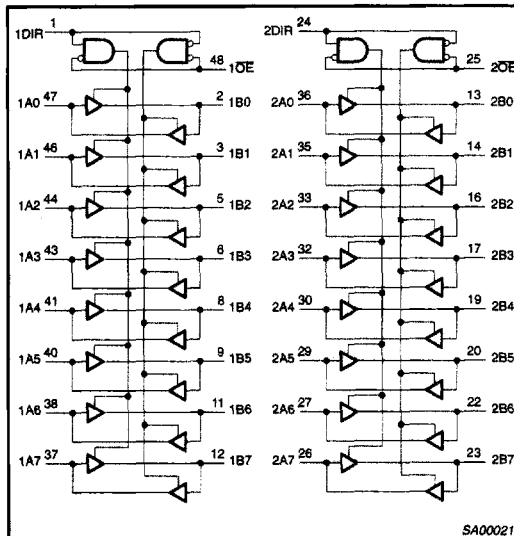 1DIR 1
48 1OE
1A0 47 2 1B0
1A1 46 3 1B1
1A2 44 5 1B2
1A3 43 6 1B3
1A4 41 8 1B4
1A5 40 9 1B5
1A6 38 11 1B6
1A7 37 12 1B7
2DIR 24
25 2OE
2A0 36 13 2B0
2A1 35 14 2B1
2A2 33 16 2B2
2A3 32 17 2B3
2A4 30 19 2B4
2A5 29 20 2B5
2A6 27 22 2B6
2A7 26 23 2B7
SA00021